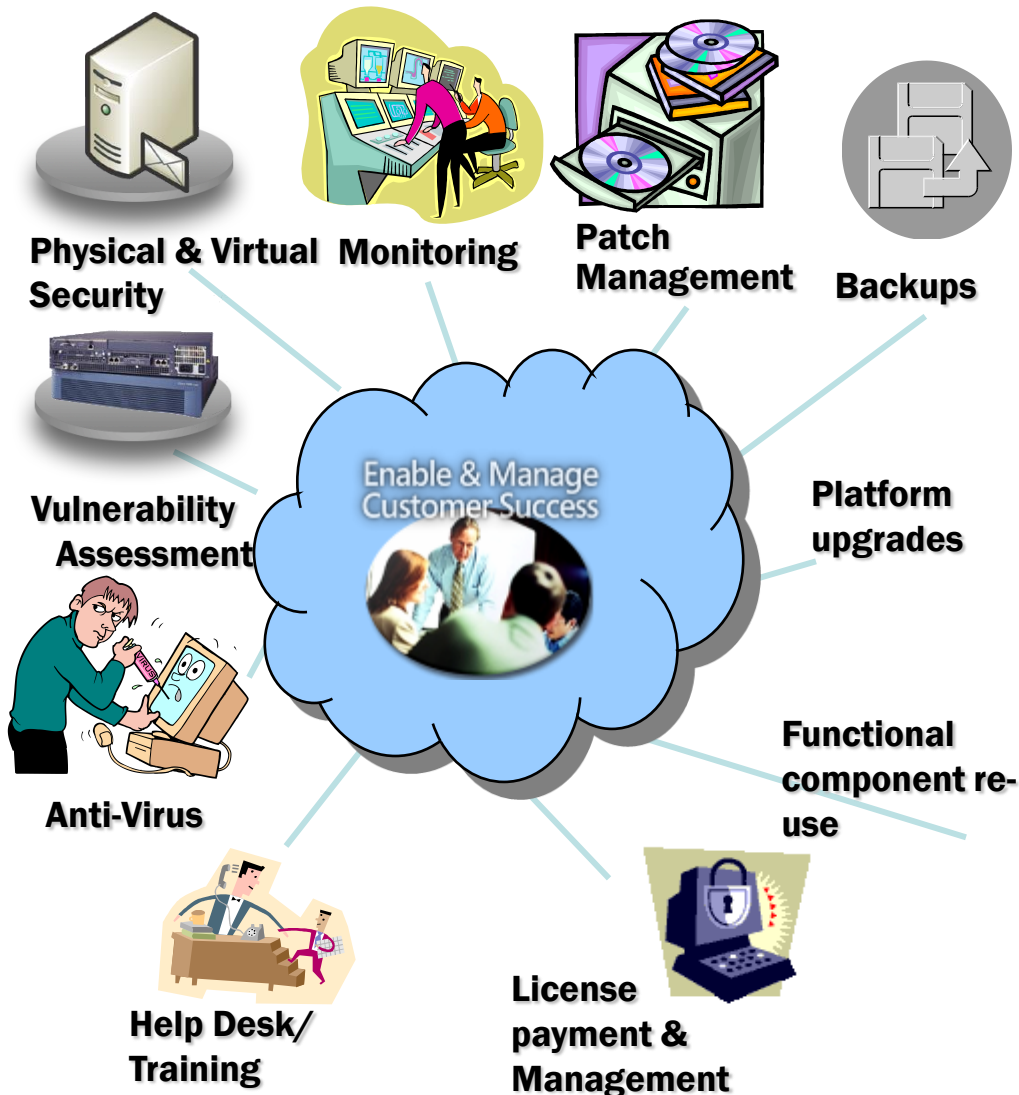 Physical & Virtual
Security
Monitoring
Patch
Management
Backups
Enable & Manage
Customer Success
Vulnerability
Assessment
Platform
upgrades
VIRUS
Anti-Virus
Functional
component re-
use
Help Desk/
Training
License
payment &
Management